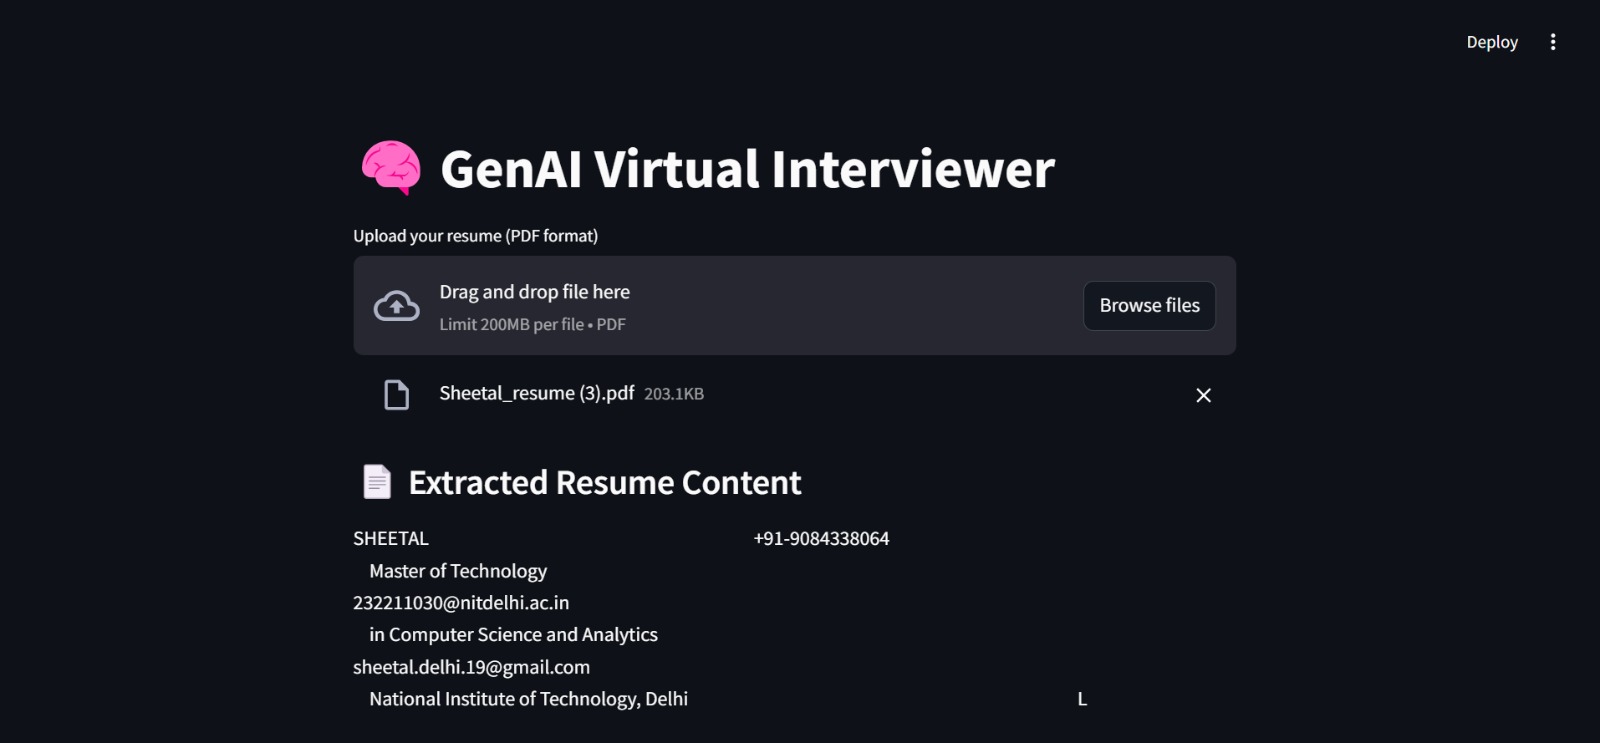 Deploy
GenAI Virtual Interviewer
Upload your resume (PDF format)
Drag and drop file here
Limit 200MB per file • PDF
Browse files
Sheetal_resume (3).pdf 203.1KB
Extracted Resume Content
SHEETAL +91-9084338064
Master of Technology
232211030@nitdelhi.ac.in
in Computer Science and Analytics
sheetal.delhi.19@gmail.com
National Institute of Technology, Delhi L